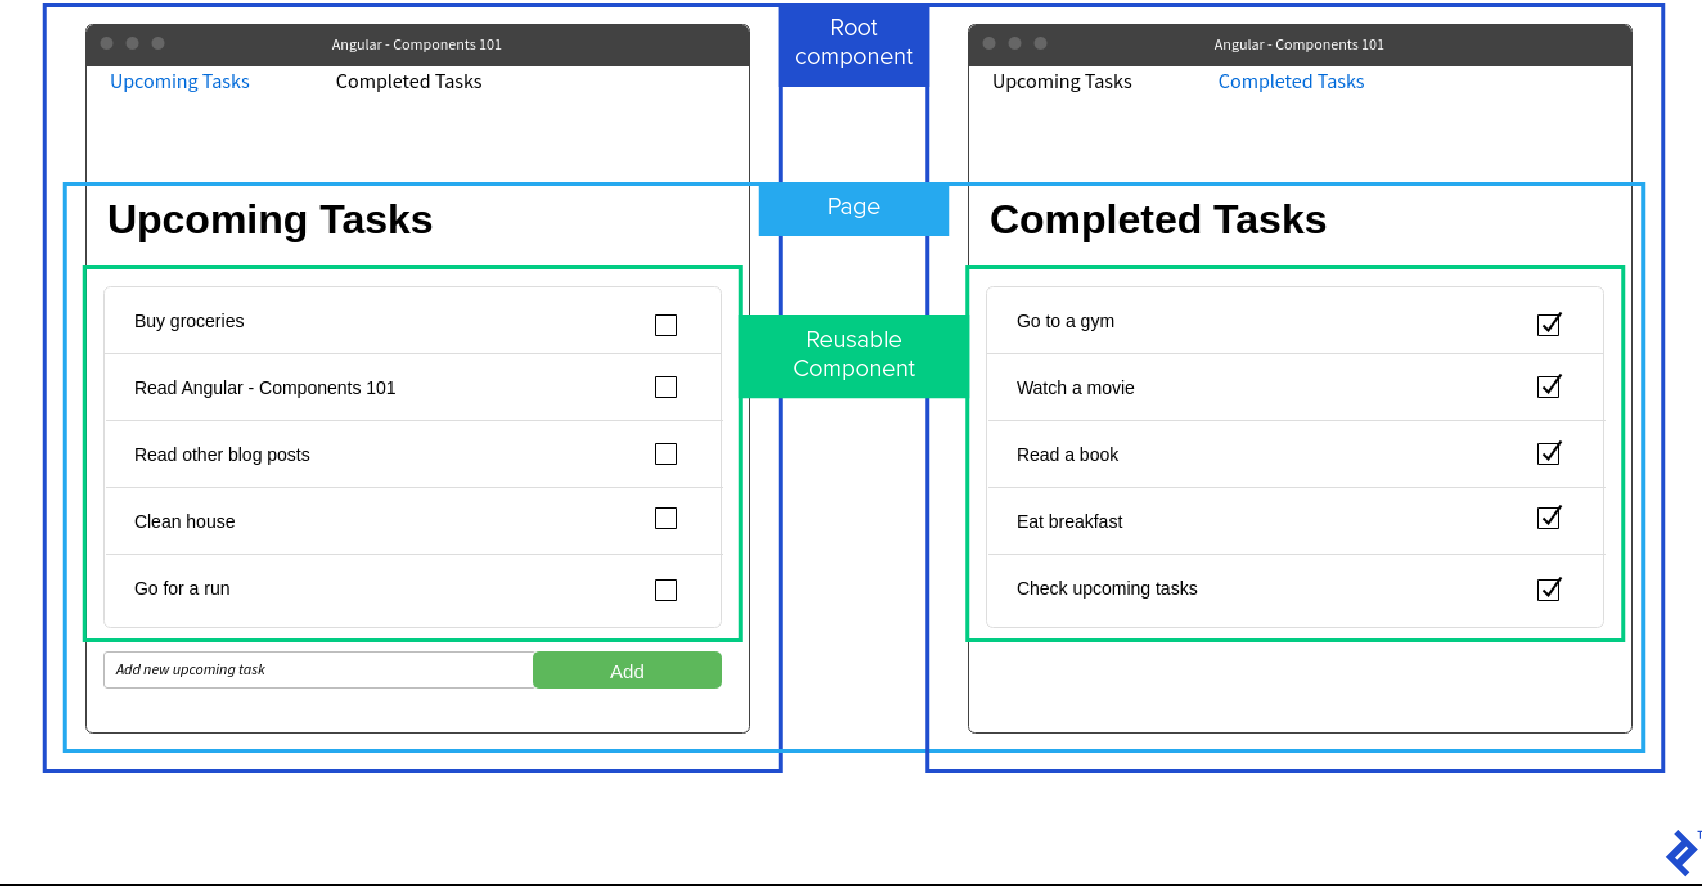 Angular - Components 101
Upcoming Tasks
Completed Tasks
Upcoming Tasks
Buy groceries
Read Angular - Components 101
Read other blog posts
Clean house
Go for a run
Add new upcoming task
Add
Root
component
Page
Reusable
Component
Angular - Components 101
Upcoming Tasks
Completed Tasks
Completed Tasks
Go to a gym
Watch a movie
Read a book
Eat breakfast
Check upcoming tasks